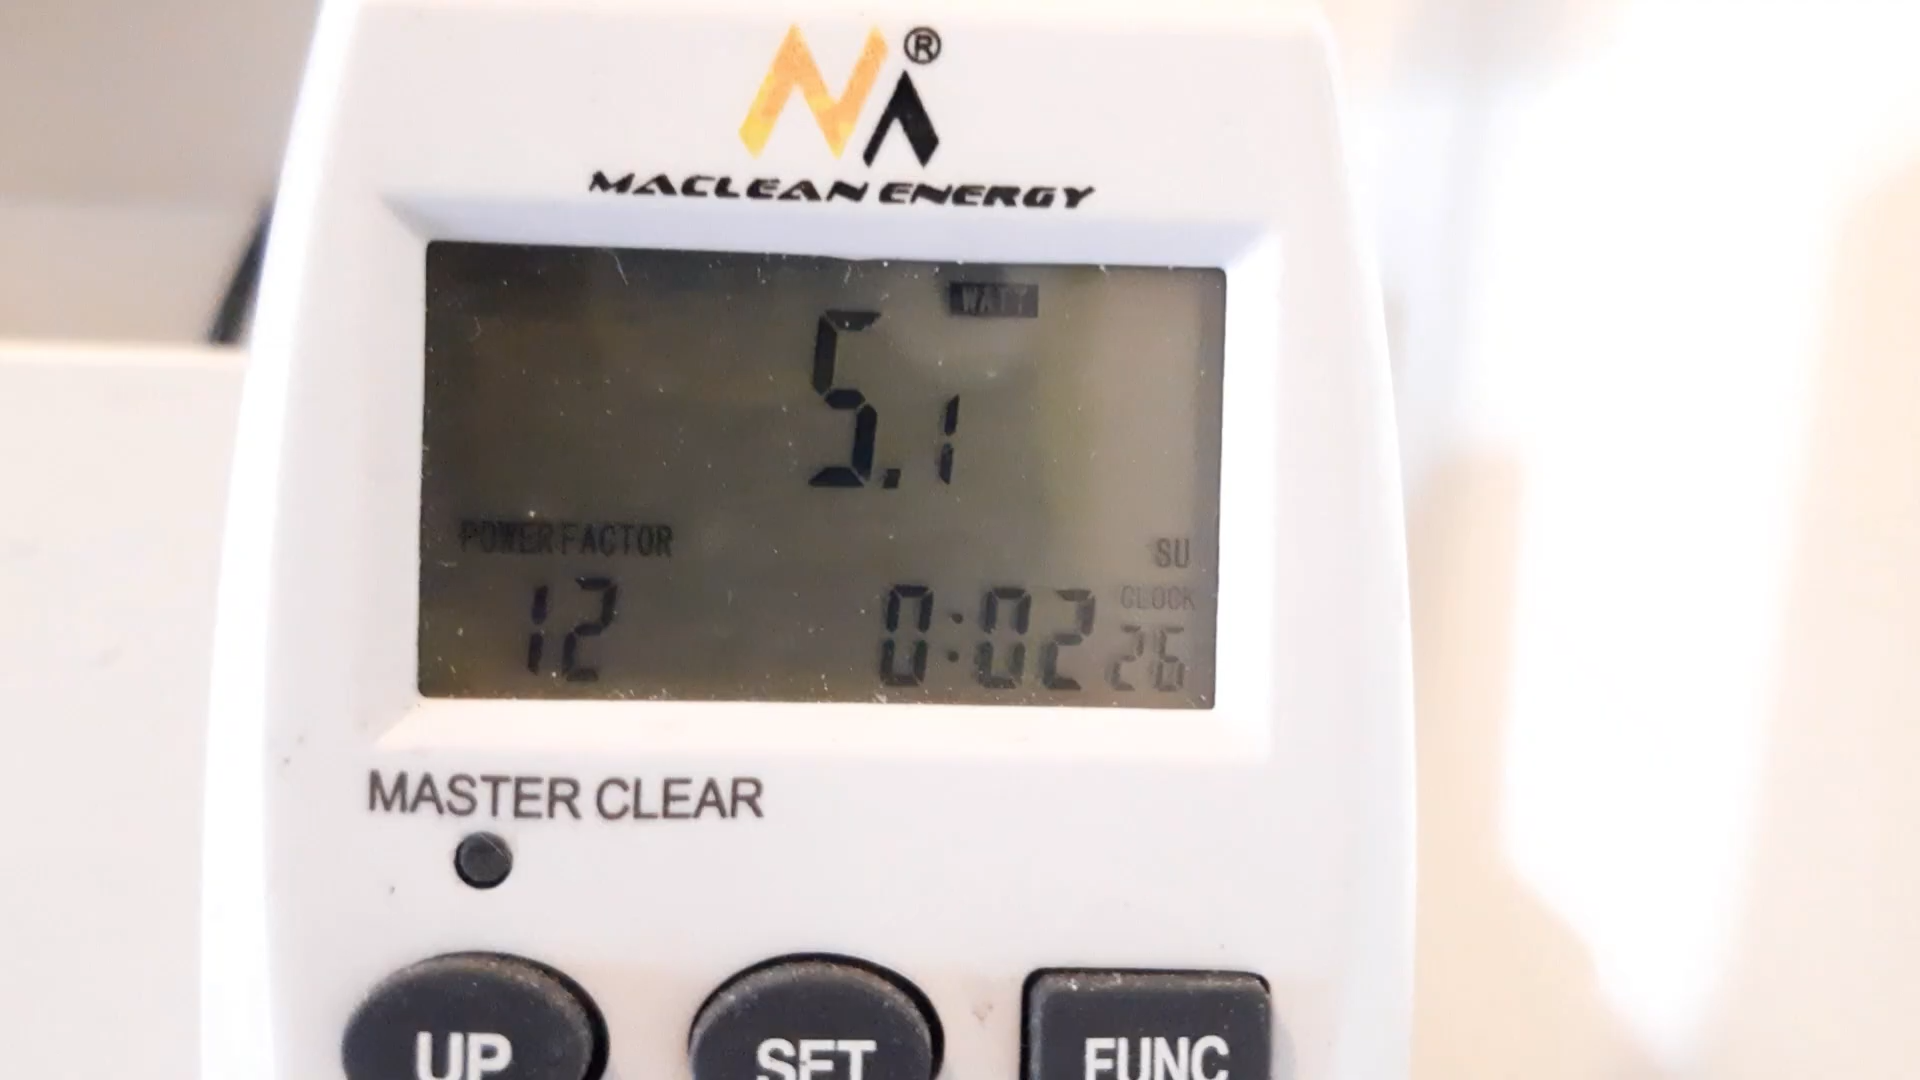 ®
MACLEAN ENERGY
WATT
5.1
POWER FACTOR
SU
CLOCK
12 0:02 26
MASTER CLEAR
UP SET FUNC